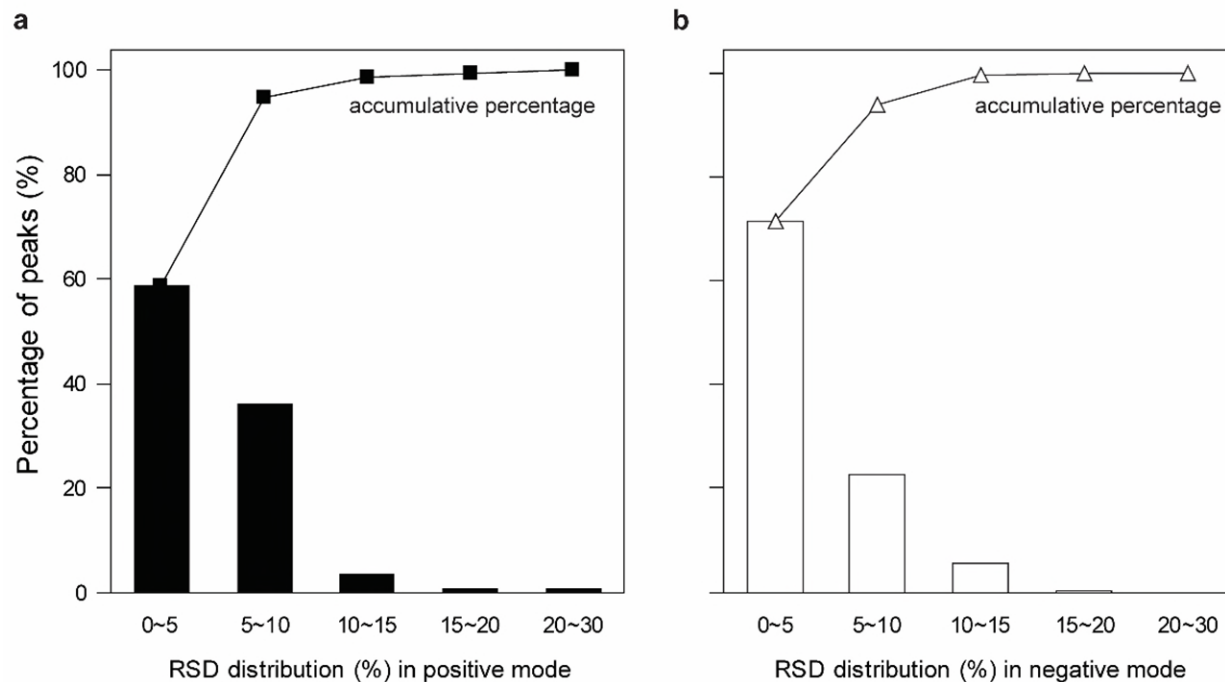 a
b
100
80
60
40
20
0
Percentage of peaks (%)
accumulative percentage
0~5 5~10 10~15 15~20 20~30
RSD distribution (%) in positive mode
accumulative percentage
0~5 5~10 10~15 15~20 20~30
RSD distribution (%) in negative mode